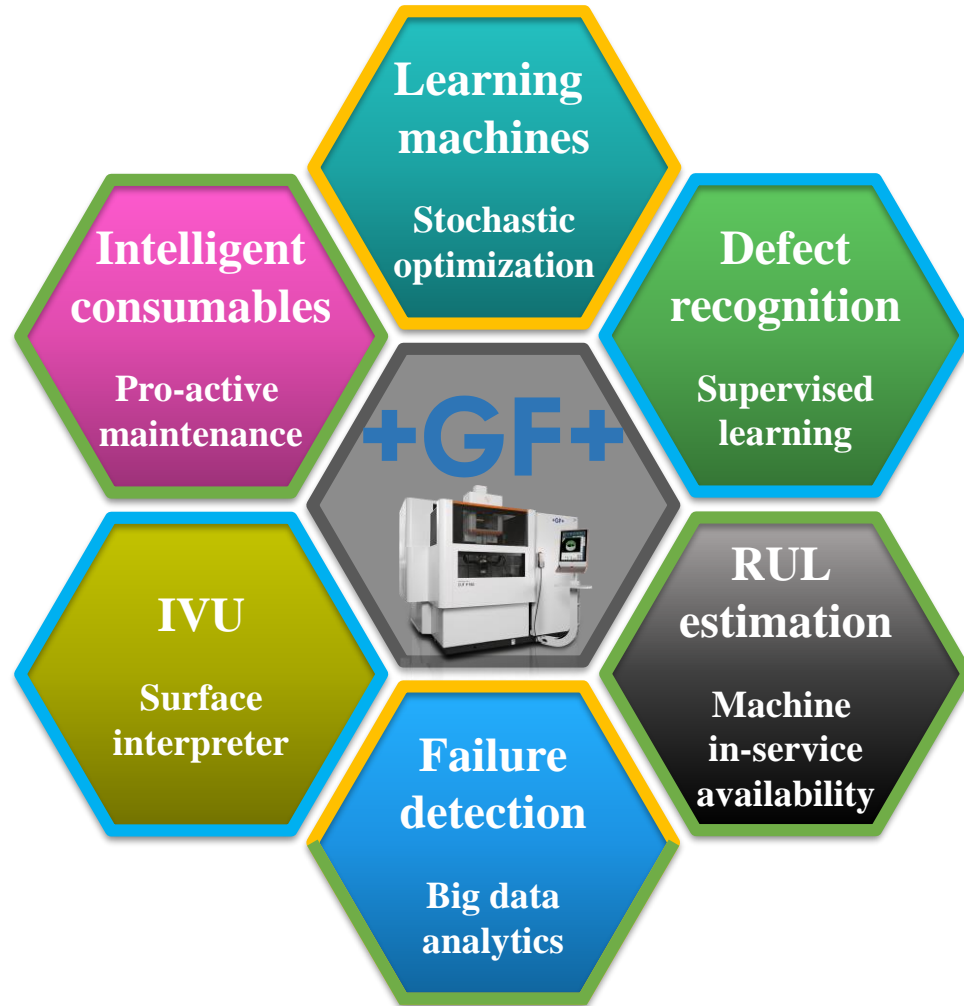 Learning
machines
Stochastic
optimization
Intelligent
consumables
Pro-active
maintenance
Defect
recognition
Supervised
learning
+GF+
+GF+
IVU
Surface
interpreter
RUL
estimation
Machine
in-service
availability
Failure
detection
Big data
analytics